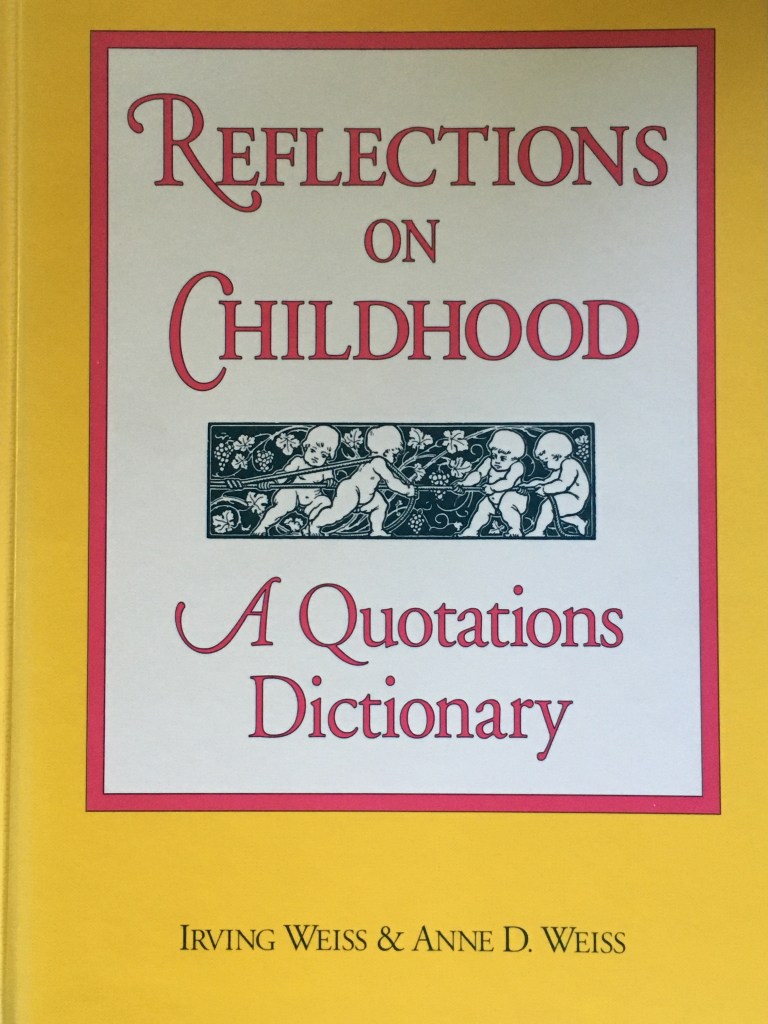 REFLECTIONS
ON
CHILDHOOD
A Quotations
Dictionary
IRVING WEISS & ANNE D. WEISS